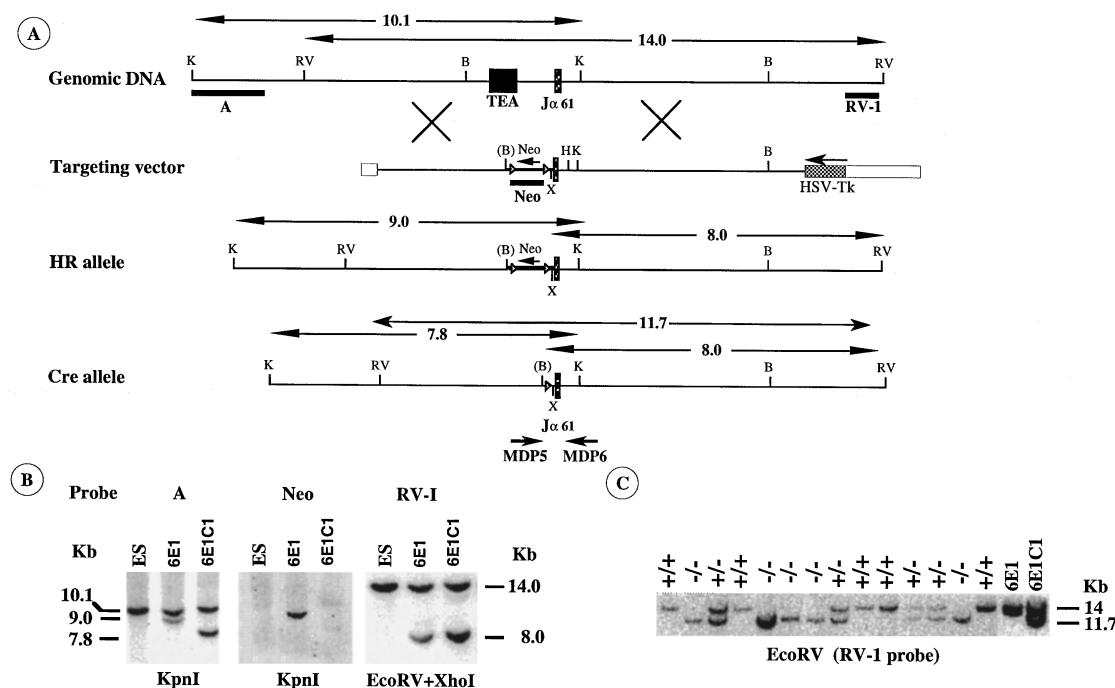 A
10.1
14.0
Genomic DNA
K RV B K B RV
A TEA Jα 61 RV-1
Targeting vector
(B) Neo H K B
Neo X HSV-Tk
9.0
8.0
HR allele
K RV (B) Neo K B RV
X
11.7
7.8
8.0
Cre allele
K RV (B) K B RV
X
Jα 61
MDP5 MDP6
B
Probe A Neo RV-I
Kb ES 6E1 6E1C1 ES 6E1 6E1C1 ES 6E1 6E1C1 Kb
10.1
9.0
7.8
14.0
8.0
KpnI KpnI EcoRV+XhoI
C
+/+ -/- +/- +/+ -/- -/- -/- +/- +/+ +/+ +/- +/- -/- +/+ 6E1 6E1C1
Kb
14
11.7
EcoRV (RV-1 probe)